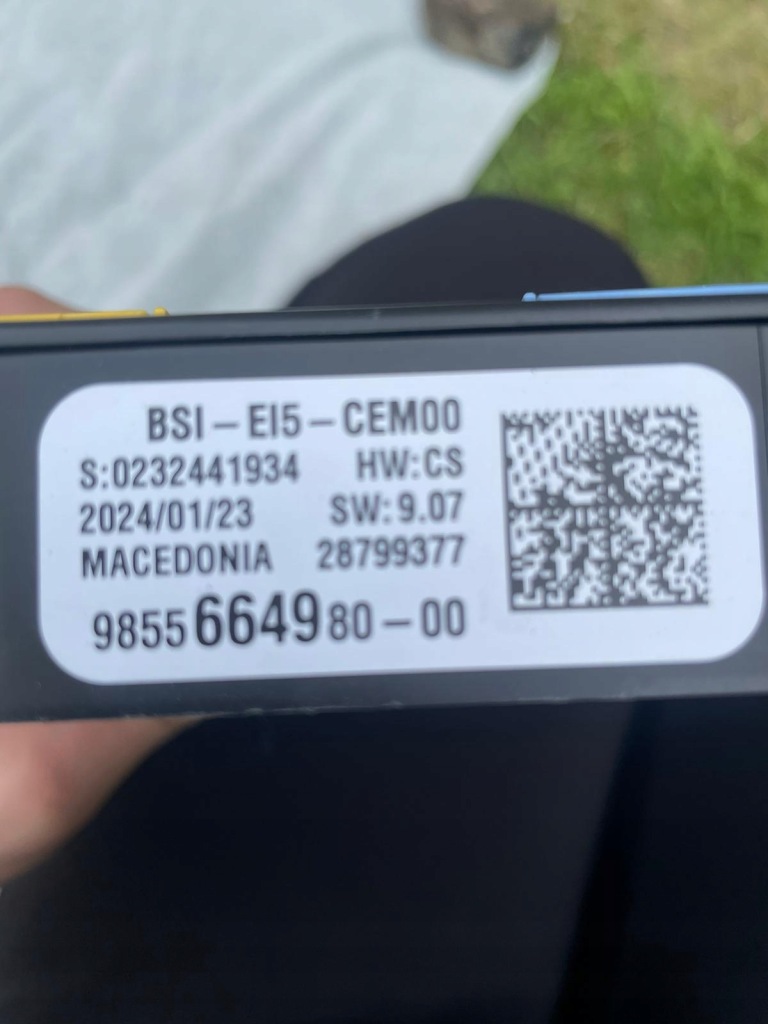 BSI-EI5-CEM00
S:0232441934 HW:CS
2024/01/23 SW:9.07
MACEDONIA 28799377
9855664980-00